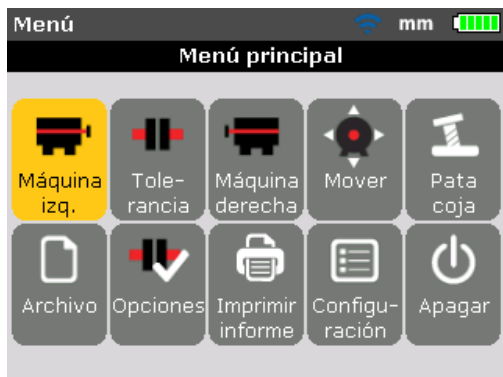 Menú mm
Menú principal
Máquina izq.
Tole-
rancia
Máquina derecha
Mover
Pata coja
Archivo
Opciones
Imprimir informe
Configu-
ración
Apagar